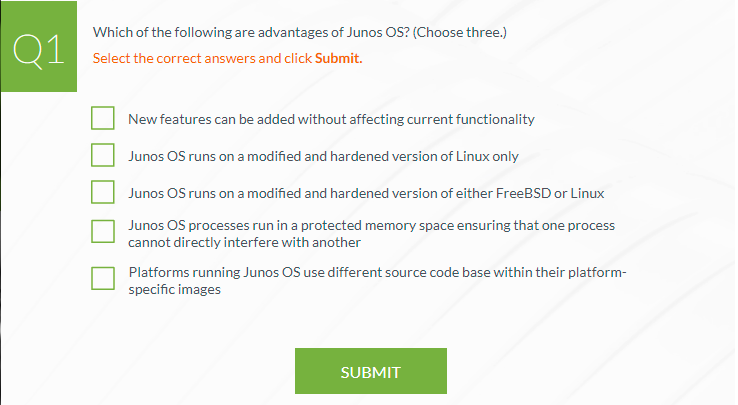 Q1
Which of the following are advantages of Junos OS? (Choose three.)
Select the correct answers and click Submit.
New features can be added without affecting current functionality
Junos OS runs on a modified and hardened version of Linux only
Junos OS runs on a modified and hardened version of either FreeBSD or Linux
Junos OS processes run in a protected memory space ensuring that one process
cannot directly interfere with another
Platforms running Junos OS use different source code base within their platform-
specific images
SUBMIT